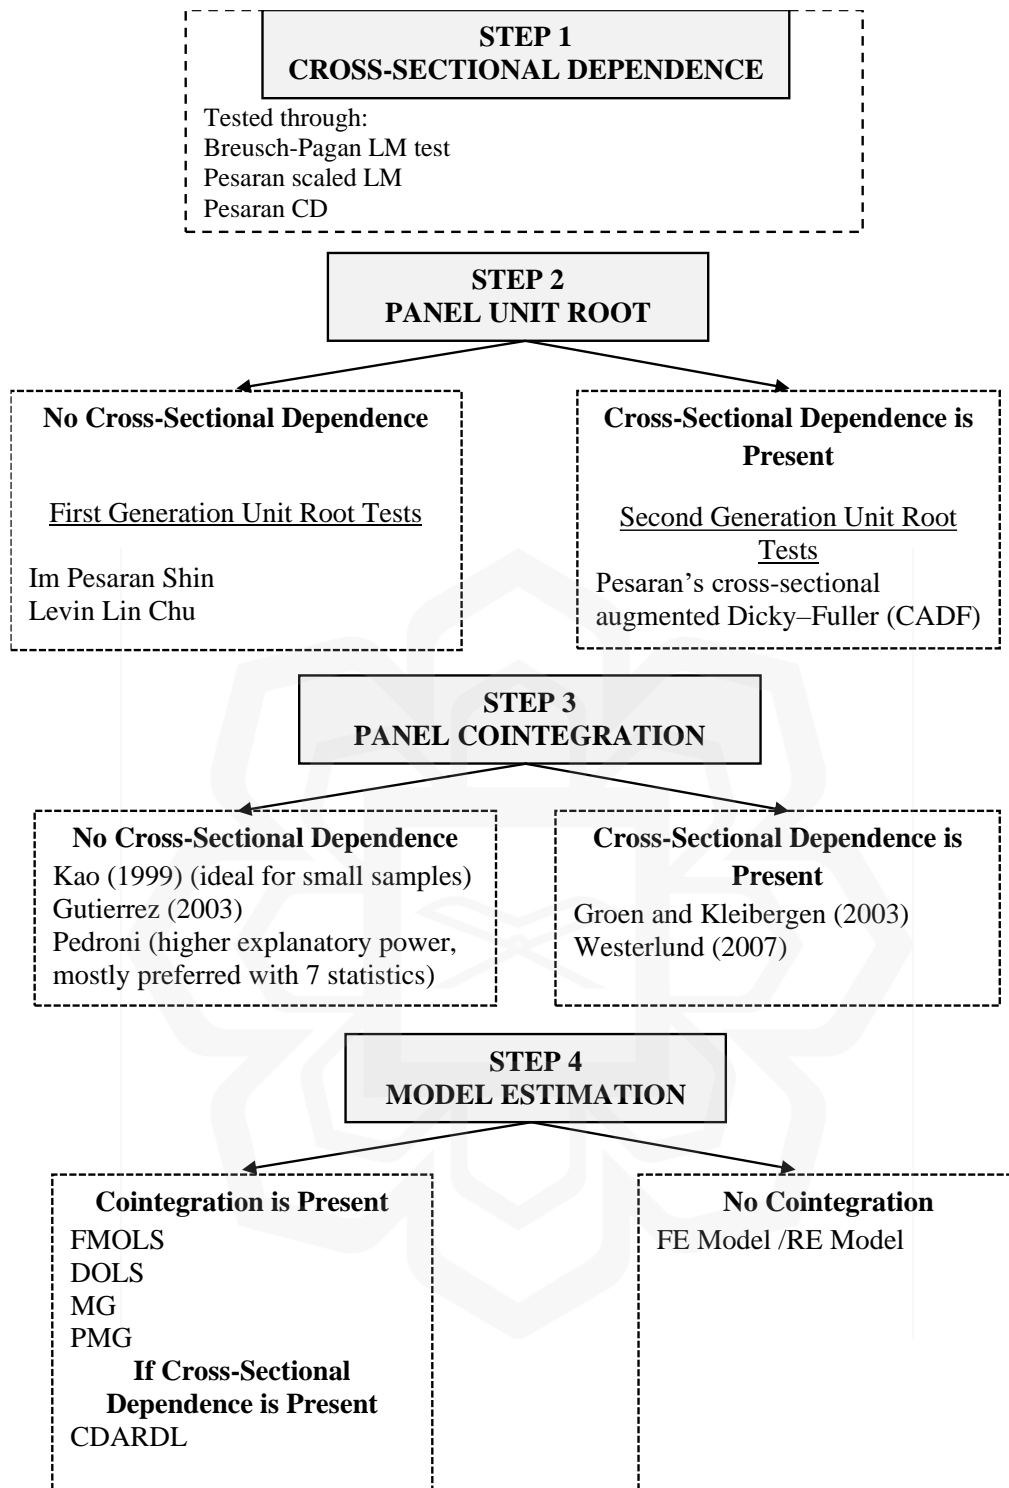 STEP 1
CROSS-SECTIONAL DEPENDENCE
Tested through:
Breusch-Pagan LM test
Pesaran scaled LM
Pesaran CD
STEP 2
PANEL UNIT ROOT
No Cross-Sectional Dependence
First Generation Unit Root Tests
Im Pesaran Shin
Levin Lin Chu
Cross-Sectional Dependence is
Present
Second Generation Unit Root
Tests
Pesaran’s cross-sectional
augmented Dicky–Fuller (CADF)
STEP 3
PANEL COINTEGRATION
No Cross-Sectional Dependence
Kao (1999) (ideal for small samples)
Gutierrez (2003)
Pedroni (higher explanatory power,
mostly preferred with 7 statistics)
Cross-Sectional Dependence is
Present
Groen and Kleibergen (2003)
Westerlund (2007)
STEP 4
MODEL ESTIMATION
Cointegration is Present
FMOLS
DOLS
MG
PMG
If Cross-Sectional
Dependence is Present
CDARDL
No Cointegration
FE Model /RE Model